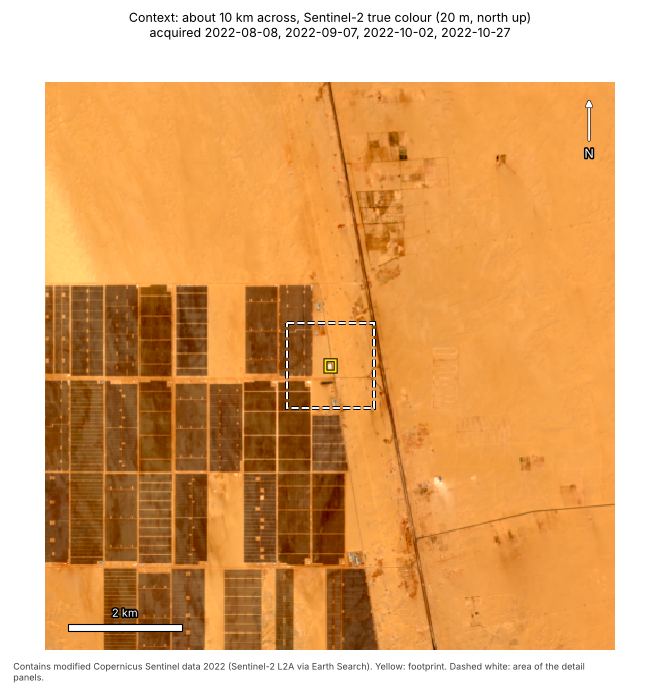 Context: about 10 km across, Sentinel-2 true colour (20 m, north up)
acquired 2022-08-08, 2022-09-07, 2022-10-02, 2022-10-27
N
2 km
Contains modified Copernicus Sentinel data 2022 (Sentinel-2 L2A via Earth Search). Yellow: footprint. Dashed white: area of the detail
panels.